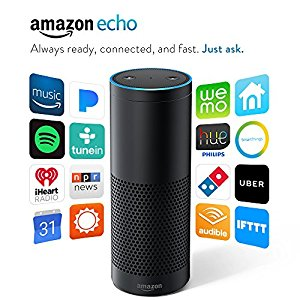 amazon echo
Always ready, connected, and fast. Just ask.
music
wemo
tunein
hue
PHILIPS
smartthings
iHeart
RADIO
npr
news
UBER
31
audible
IFTTT
amazon